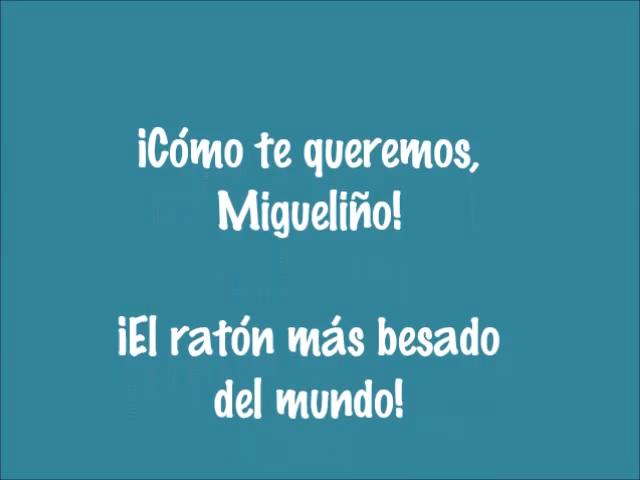 ¡Cómo te queremos,
Migueliño!
¡El ratón más besado
del mundo!